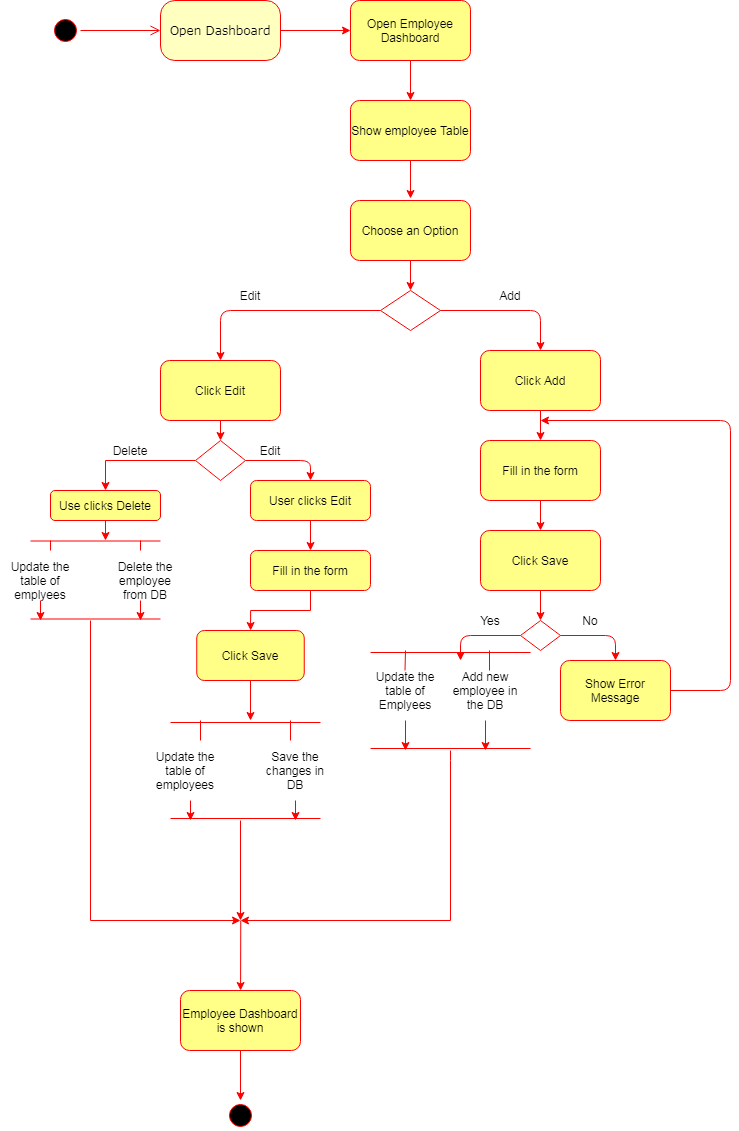 Open Dashboard
Open Employee
Dashboard
Show employee Table
Choose an Option
Edit
Add
Click Edit
Click Add
Delete
Edit
Use clicks Delete
User clicks Edit
Fill in the form
Update the
table of
emplyees
Delete the
employee
from DB
Fill in the form
Click Save
Click Save
Yes
No
Update the
table of
Emplyees
Add new
employee in
the DB
Show Error
Message
Update the
table of
employees
Save the
changes in
DB
Employee Dashboard
is shown